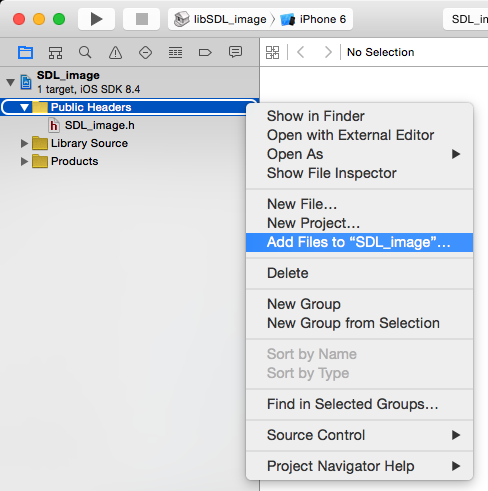 libSDL_image
iPhone 6
SDL_in
No Selection
SDL_image
1 target, iOS SDK 8.4
Public Headers
h SDL_image.h
Library Source
Products
Show in Finder
Open with External Editor
Open As
Show File Inspector
New File…
New Project…
Add Files to “SDL_image”…
Delete
New Group
New Group from Selection
Sort by Name
Sort by Type
Find in Selected Groups…
Source Control
Project Navigator Help